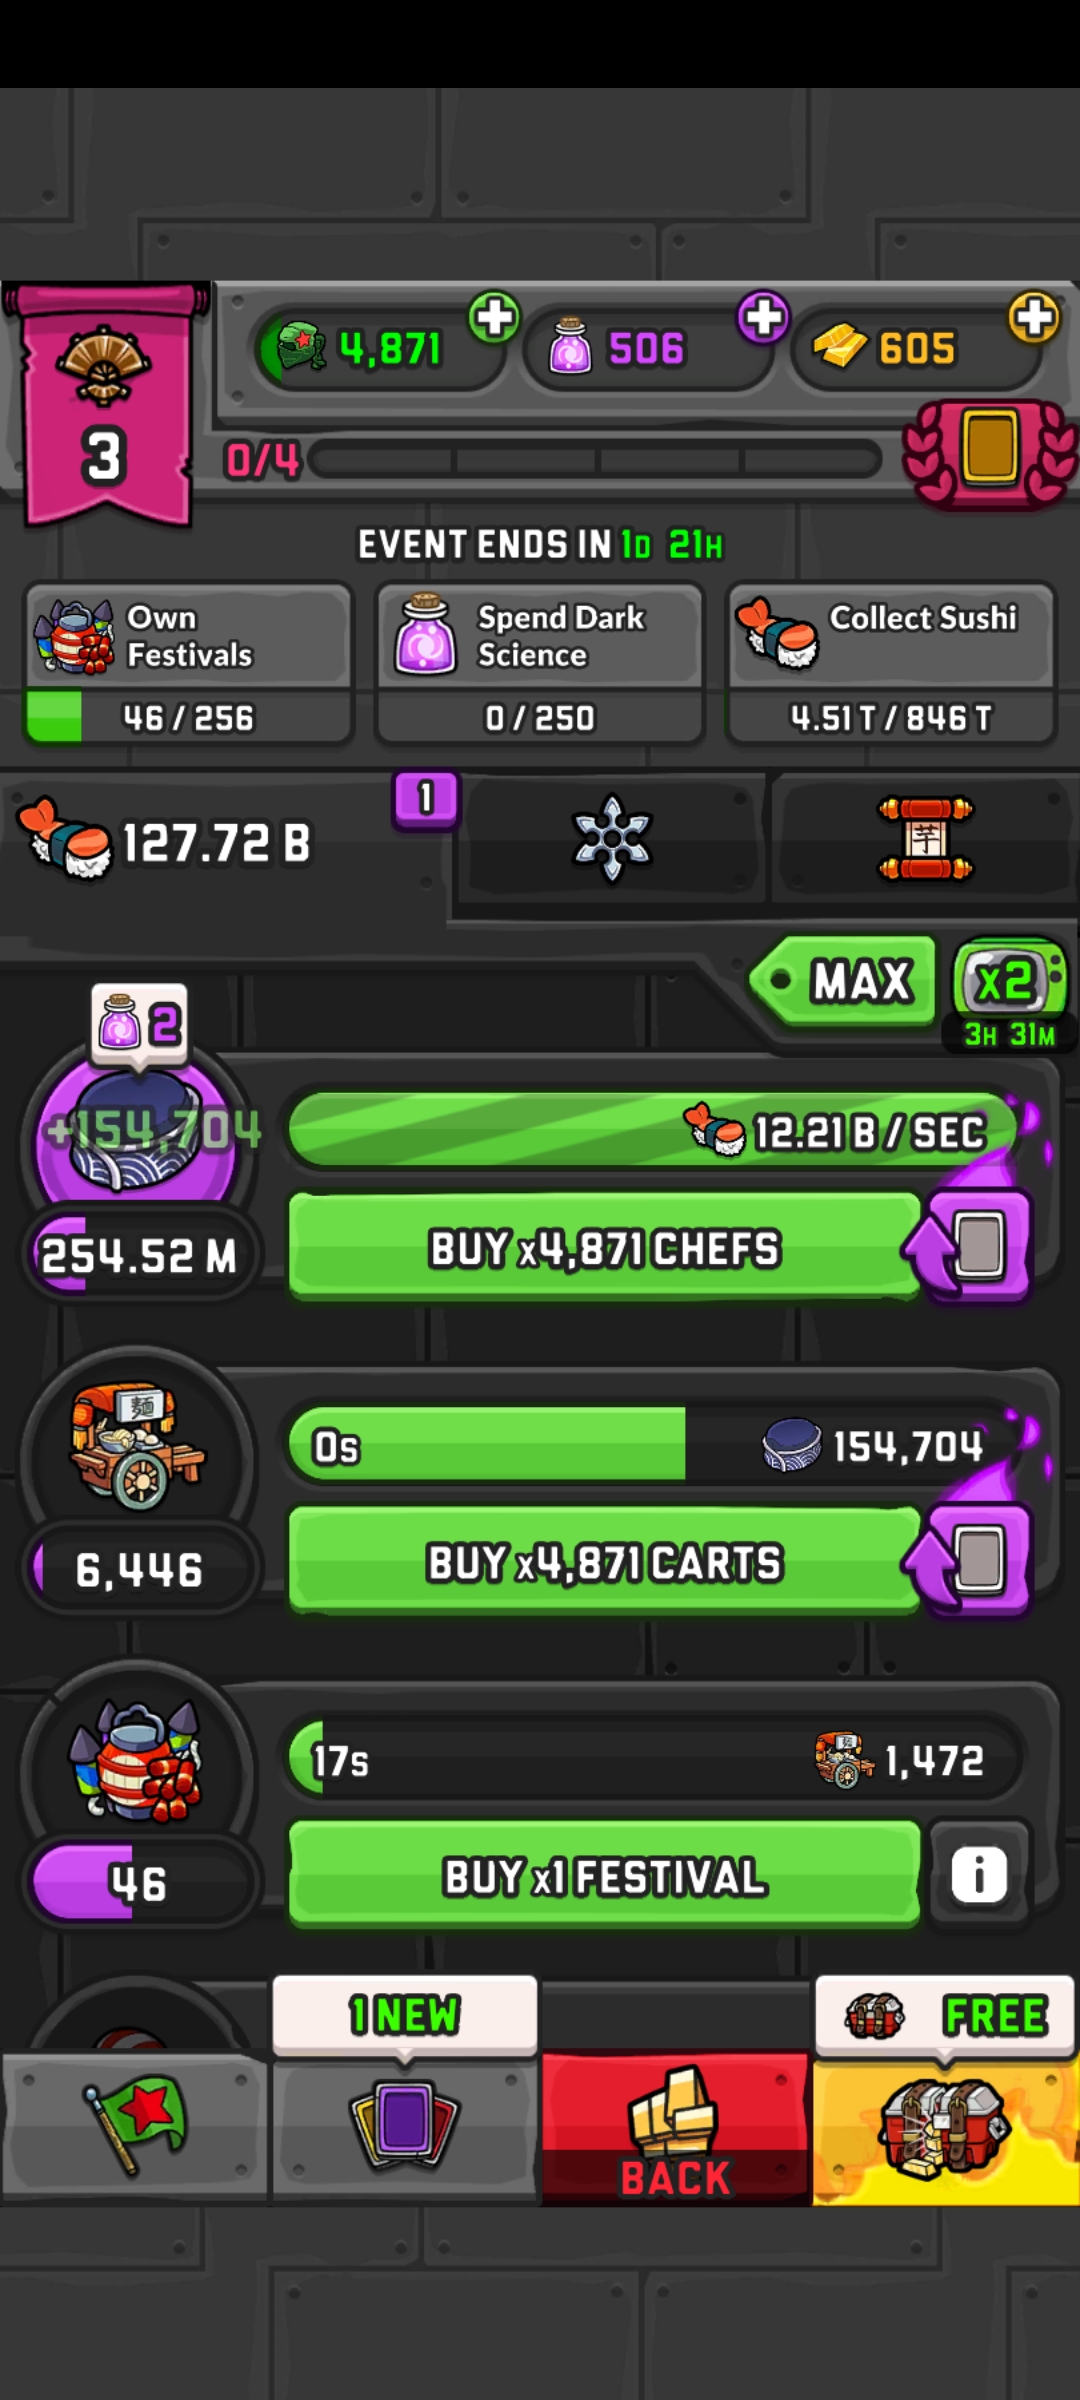 4,871
506
605
3
0/4
EVENT ENDS IN 1D 21H
Own
Festivals
46 / 256
Spend Dark
Science
0 / 250
Collect Sushi
4.51 T / 846 T
127.72 B
1
芋
MAX
x2
3H 31M
2
+154,704
12.21 B / SEC
254.52 M
BUY x4,871 CHEFS
麺
0s
154,704
6,446
BUY x4,871 CARTS
17s
1,472
46
BUY x1 FESTIVAL
i
1 NEW
FREE
BACK